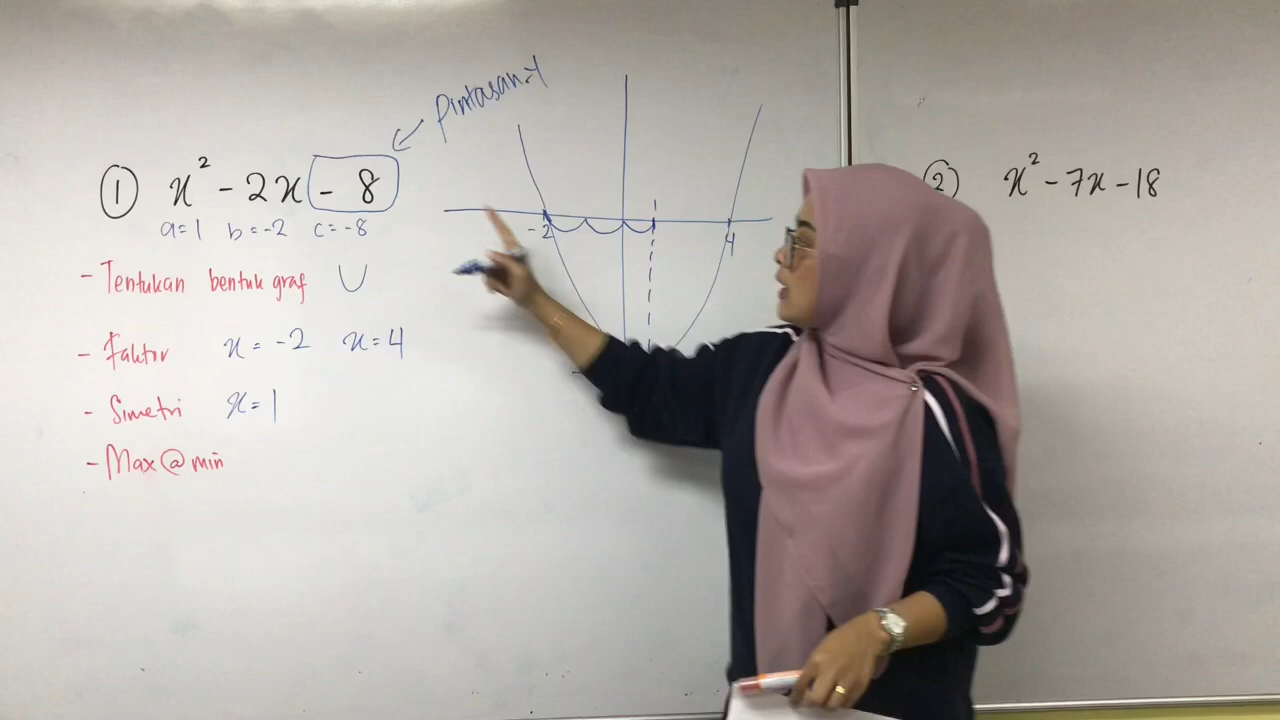 Pintasan-Y
① x² - 2x - 8
a=1 b=-2 c=-8
- Tentukan bentuk graf ∪
- Faktor x = -2 x = 4
- Simetri x = 1
- Max @ min
-2
4
② x² - 7x - 18